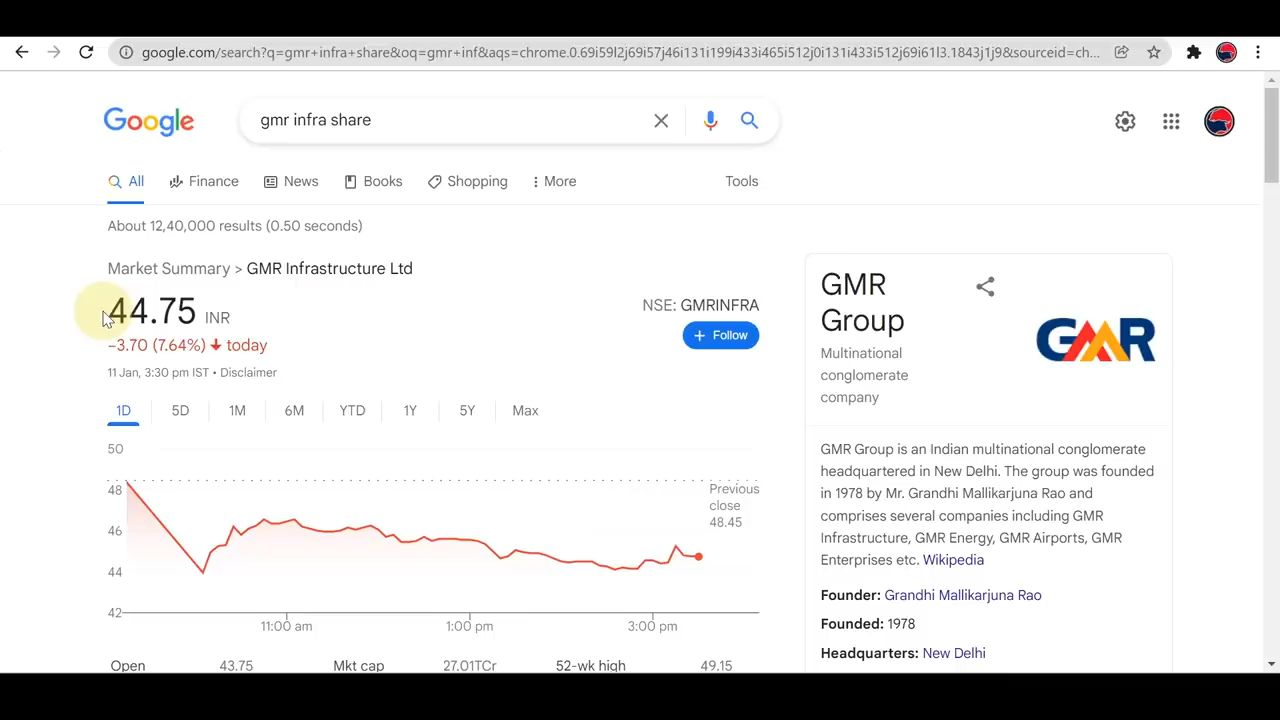 google.com/search?q=gmr+infra+share&oq=gmr+inf&aqs=chrome.0.69i59l2j69i57j46i131i199i433i465i512j0i131i433i512j69i61l3.1843j1j9&sourceid=ch...
Google
gmr infra share
All Finance News Books Shopping More Tools
About 12,40,000 results (0.50 seconds)
Market Summary > GMR Infrastructure Ltd
44.75 INR
NSE: GMRINFRA
−3.70 (7.64%) today
+ Follow
11 Jan, 3:30 pm IST • Disclaimer
1D 5D 1M 6M YTD 1Y 5Y Max
50
48
46
44
42
Previous
close
48.45
11:00 am 1:00 pm 3:00 pm
Open 43.75 Mkt cap 27.01TCr 52-wk high 49.15
GMR
Group
GMR
Multinational
conglomerate
company
GMR Group is an Indian multinational conglomerate
headquartered in New Delhi. The group was founded
in 1978 by Mr. Grandhi Mallikarjuna Rao and
comprises several companies including GMR
Infrastructure, GMR Energy, GMR Airports, GMR
Enterprises etc. Wikipedia
Founder: Grandhi Mallikarjuna Rao
Founded: 1978
Headquarters: New Delhi